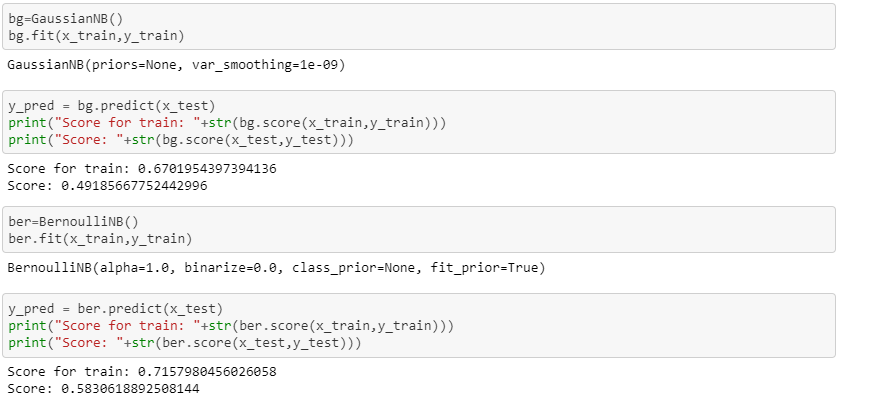 bg=GaussianNB()
bg.fit(x_train,y_train)
GaussianNB(priors=None, var_smoothing=1e-09)
y_pred = bg.predict(x_test)
print("Score for train: "+str(bg.score(x_train,y_train)))
print("Score: "+str(bg.score(x_test,y_test)))
Score for train: 0.6701954397394136
Score: 0.49185667752442996
ber=BernoulliNB()
ber.fit(x_train,y_train)
BernoulliNB(alpha=1.0, binarize=0.0, class_prior=None, fit_prior=True)
y_pred = ber.predict(x_test)
print("Score for train: "+str(ber.score(x_train,y_train)))
print("Score: "+str(ber.score(x_test,y_test)))
Score for train: 0.7157980456026058
Score: 0.5830618892508144